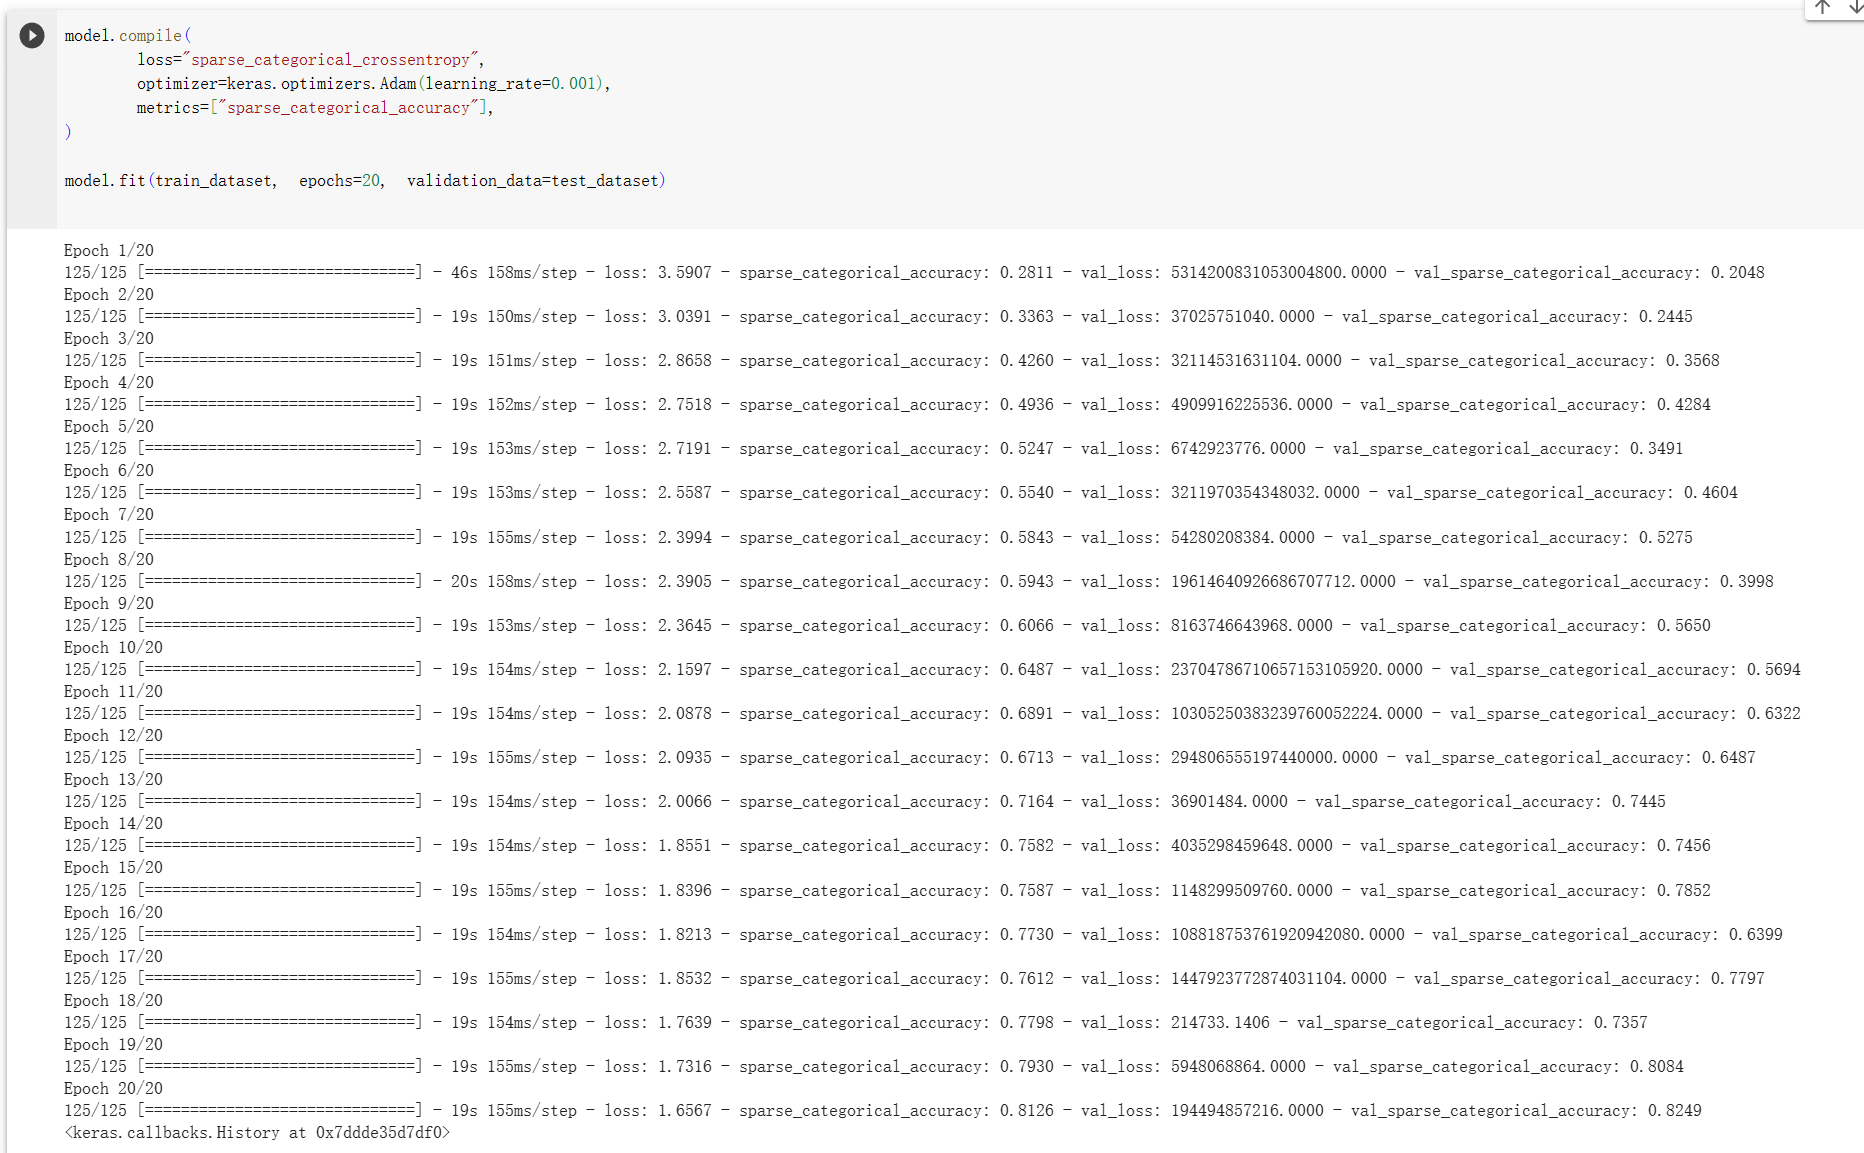 model.compile(
loss="sparse_categorical_crossentropy",
optimizer=keras.optimizers.Adam(learning_rate=0.001),
metrics=["sparse_categorical_accuracy"],
)
model.fit(train_dataset, epochs=20, validation_data=test_dataset)
Epoch 1/20
125/125 [==============================] - 46s 158ms/step - loss: 3.5907 - sparse_categorical_accuracy: 0.2811 - val_loss: 5314200831053004800.0000 - val_sparse_categorical_accuracy: 0.2048
Epoch 2/20
125/125 [==============================] - 19s 150ms/step - loss: 3.0391 - sparse_categorical_accuracy: 0.3363 - val_loss: 37025751040.0000 - val_sparse_categorical_accuracy: 0.2445
Epoch 3/20
125/125 [==============================] - 19s 151ms/step - loss: 2.8658 - sparse_categorical_accuracy: 0.4260 - val_loss: 32114531631104.0000 - val_sparse_categorical_accuracy: 0.3568
Epoch 4/20
125/125 [==============================] - 19s 152ms/step - loss: 2.7518 - sparse_categorical_accuracy: 0.4936 - val_loss: 4909916225536.0000 - val_sparse_categorical_accuracy: 0.4284
Epoch 5/20
125/125 [==============================] - 19s 153ms/step - loss: 2.7191 - sparse_categorical_accuracy: 0.5247 - val_loss: 6742923776.0000 - val_sparse_categorical_accuracy: 0.3491
Epoch 6/20
125/125 [==============================] - 19s 153ms/step - loss: 2.5587 - sparse_categorical_accuracy: 0.5540 - val_loss: 3211970354348032.0000 - val_sparse_categorical_accuracy: 0.4604
Epoch 7/20
125/125 [==============================] - 19s 155ms/step - loss: 2.3994 - sparse_categorical_accuracy: 0.5843 - val_loss: 54280208384.0000 - val_sparse_categorical_accuracy: 0.5275
Epoch 8/20
125/125 [==============================] - 20s 158ms/step - loss: 2.3905 - sparse_categorical_accuracy: 0.5943 - val_loss: 19614640926686707712.0000 - val_sparse_categorical_accuracy: 0.3998
Epoch 9/20
125/125 [==============================] - 19s 153ms/step - loss: 2.3645 - sparse_categorical_accuracy: 0.6066 - val_loss: 8163746643968.0000 - val_sparse_categorical_accuracy: 0.5650
Epoch 10/20
125/125 [==============================] - 19s 154ms/step - loss: 2.1597 - sparse_categorical_accuracy: 0.6487 - val_loss: 23704786710657153105920.0000 - val_sparse_categorical_accuracy: 0.5694
Epoch 11/20
125/125 [==============================] - 19s 154ms/step - loss: 2.0878 - sparse_categorical_accuracy: 0.6891 - val_loss: 10305250383239760052224.0000 - val_sparse_categorical_accuracy: 0.6322
Epoch 12/20
125/125 [==============================] - 19s 155ms/step - loss: 2.0935 - sparse_categorical_accuracy: 0.6713 - val_loss: 294806555197440000.0000 - val_sparse_categorical_accuracy: 0.6487
Epoch 13/20
125/125 [==============================] - 19s 154ms/step - loss: 2.0066 - sparse_categorical_accuracy: 0.7164 - val_loss: 36901484.0000 - val_sparse_categorical_accuracy: 0.7445
Epoch 14/20
125/125 [==============================] - 19s 154ms/step - loss: 1.8551 - sparse_categorical_accuracy: 0.7582 - val_loss: 4035298459648.0000 - val_sparse_categorical_accuracy: 0.7456
Epoch 15/20
125/125 [==============================] - 19s 155ms/step - loss: 1.8396 - sparse_categorical_accuracy: 0.7587 - val_loss: 1148299509760.0000 - val_sparse_categorical_accuracy: 0.7852
Epoch 16/20
125/125 [==============================] - 19s 154ms/step - loss: 1.8213 - sparse_categorical_accuracy: 0.7730 - val_loss: 108818753761920942080.0000 - val_sparse_categorical_accuracy: 0.6399
Epoch 17/20
125/125 [==============================] - 19s 155ms/step - loss: 1.8532 - sparse_categorical_accuracy: 0.7612 - val_loss: 1447923772874031104.0000 - val_sparse_categorical_accuracy: 0.7797
Epoch 18/20
125/125 [==============================] - 19s 154ms/step - loss: 1.7639 - sparse_categorical_accuracy: 0.7798 - val_loss: 214733.1406 - val_sparse_categorical_accuracy: 0.7357
Epoch 19/20
125/125 [==============================] - 19s 155ms/step - loss: 1.7316 - sparse_categorical_accuracy: 0.7930 - val_loss: 5948068864.0000 - val_sparse_categorical_accuracy: 0.8084
Epoch 20/20
125/125 [==============================] - 19s 155ms/step - loss: 1.6567 - sparse_categorical_accuracy: 0.8126 - val_loss: 194494857216.0000 - val_sparse_categorical_accuracy: 0.8249
<keras.callbacks.History at 0x7ddde35d7df0>